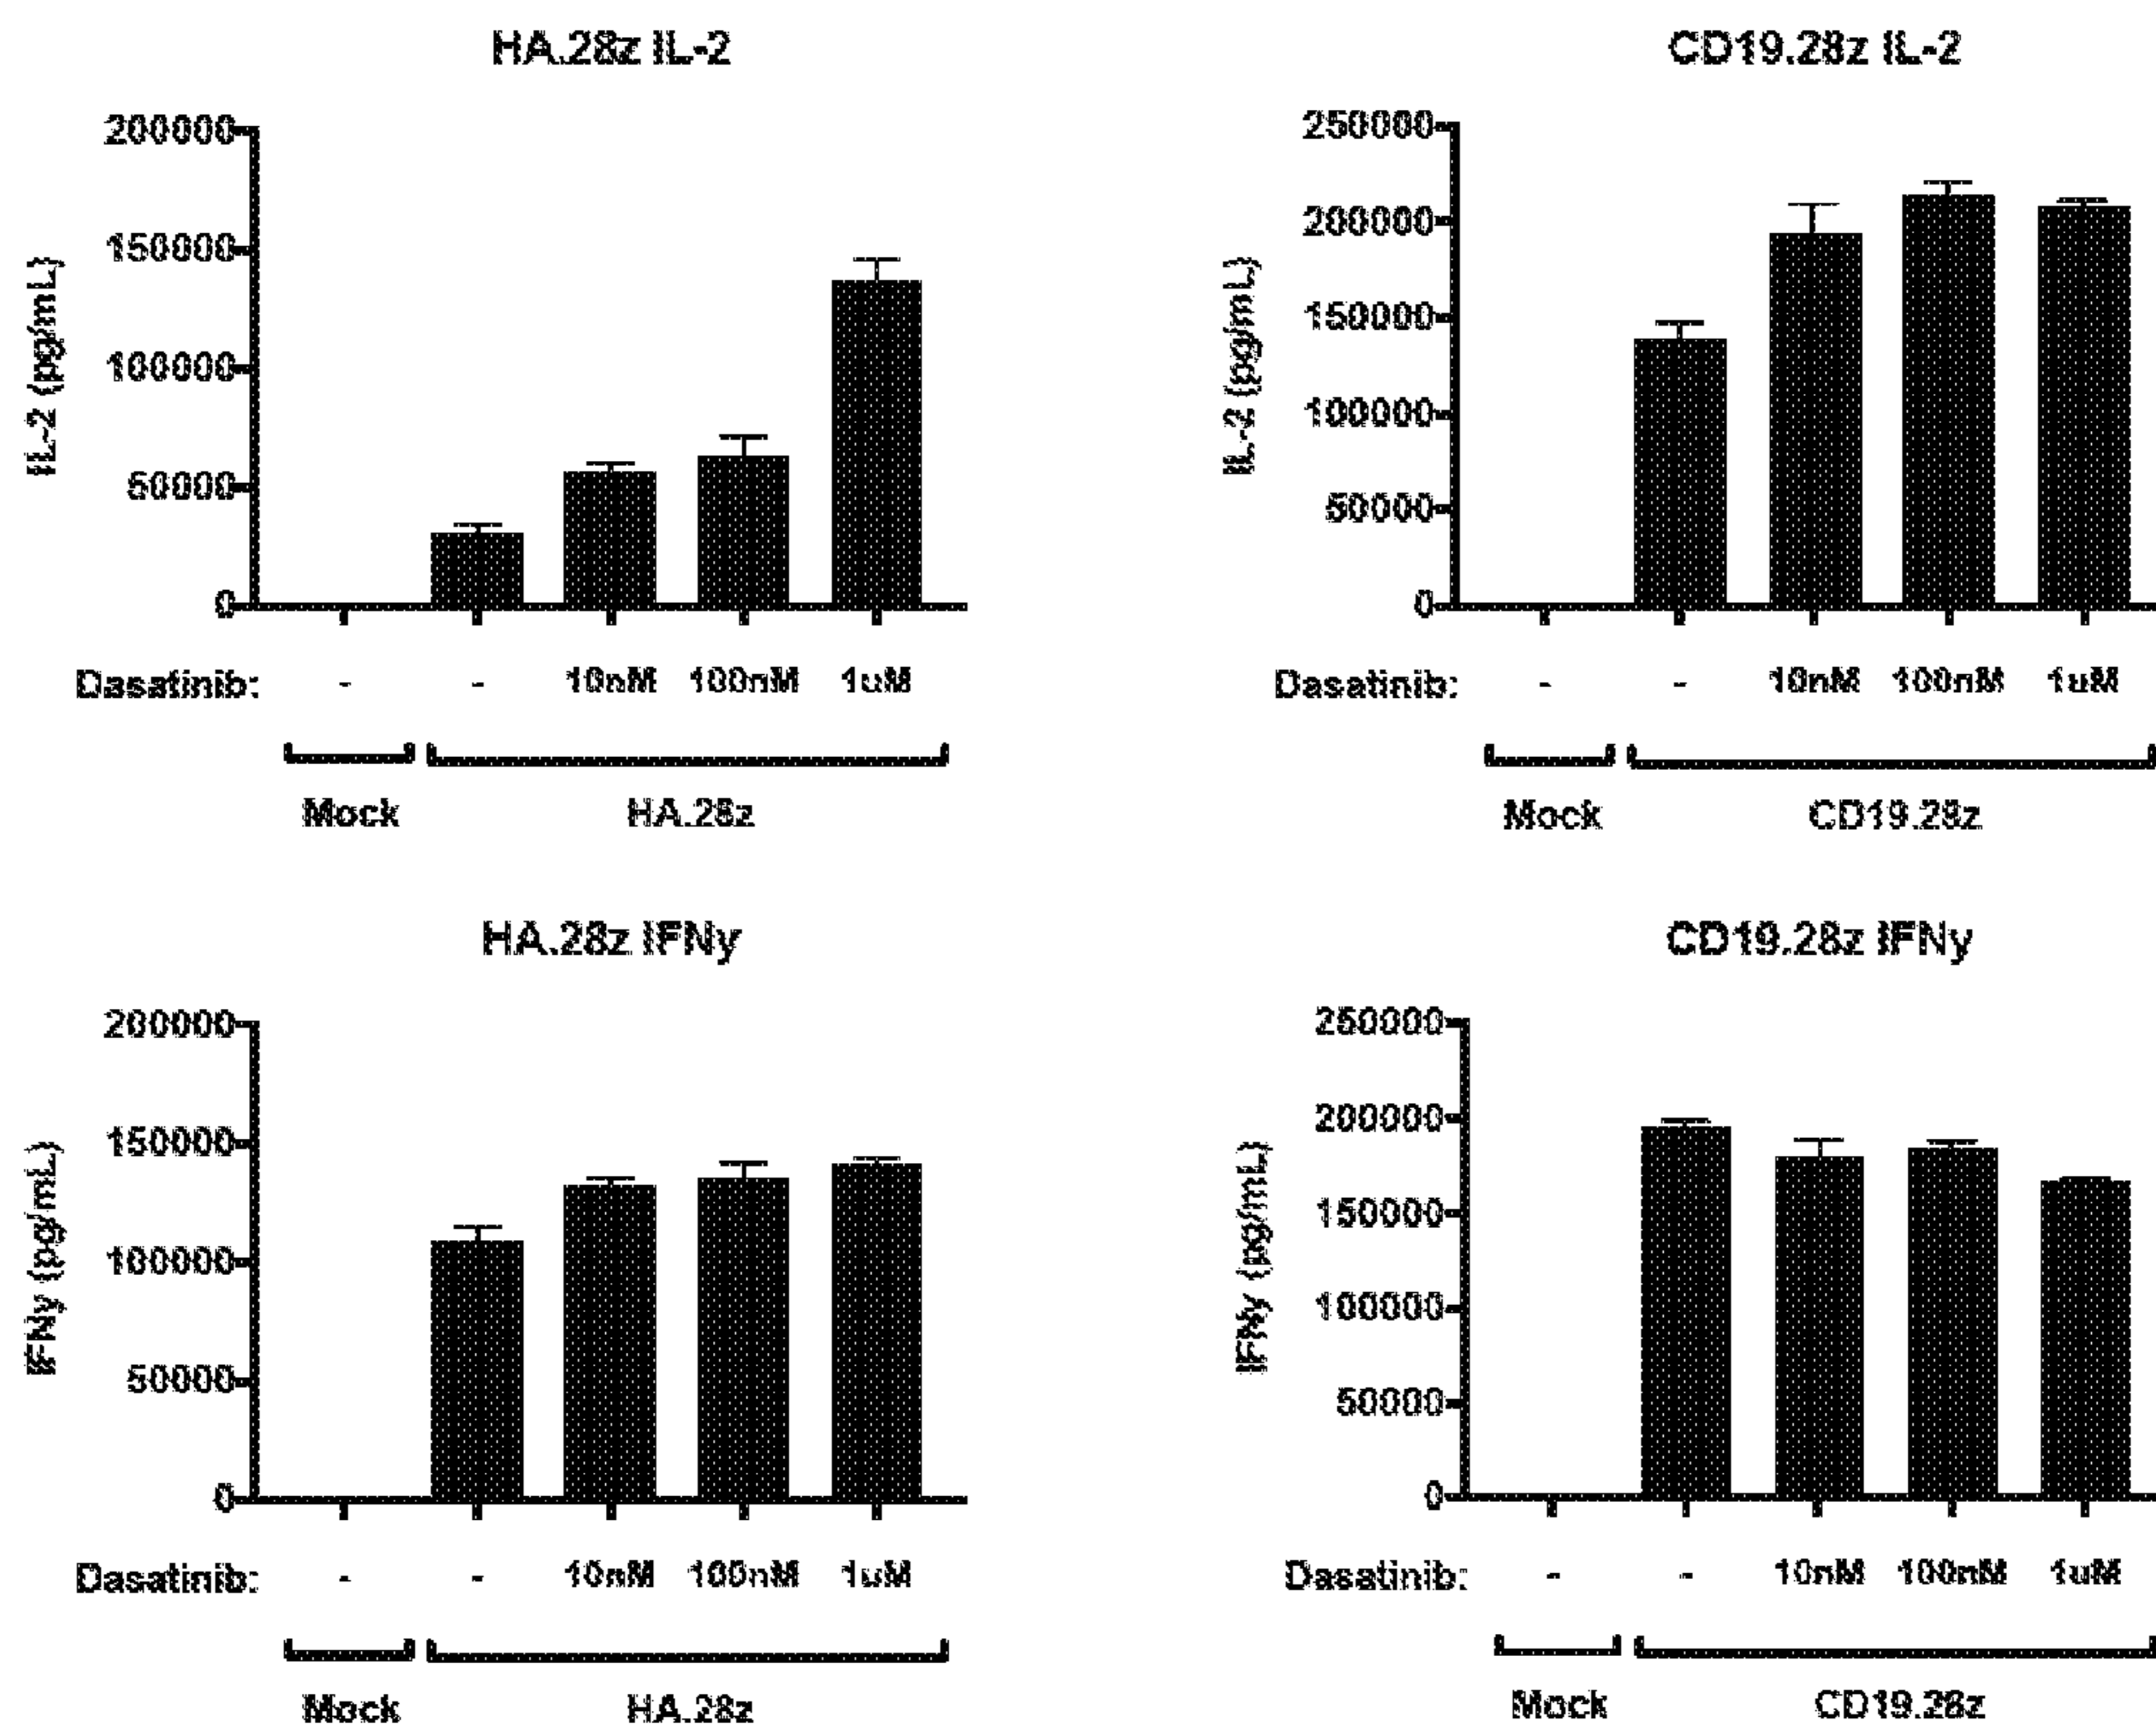 HA.28z IL-2
IL-2 (pg/mL)
200000
150000
100000
50000
0
Dasatinib: - - 10nM 100nM 1uM
Mock HA.28z
CD19.28z IL-2
IL-2 (pg/mL)
250000
200000
150000
100000
50000
0
Dasatinib: - - 10nM 100nM 1uM
Mock CD19.28z
HA.28z IFNy
IFNy (pg/mL)
200000
150000
100000
50000
0
Dasatinib: - - 10nM 100nM 1uM
Mock HA.28z
CD19.28z IFNy
IFNy (pg/mL)
250000
200000
150000
100000
50000
0
Dasatinib: - - 10nM 100nM 1uM
Mock CD19.28z